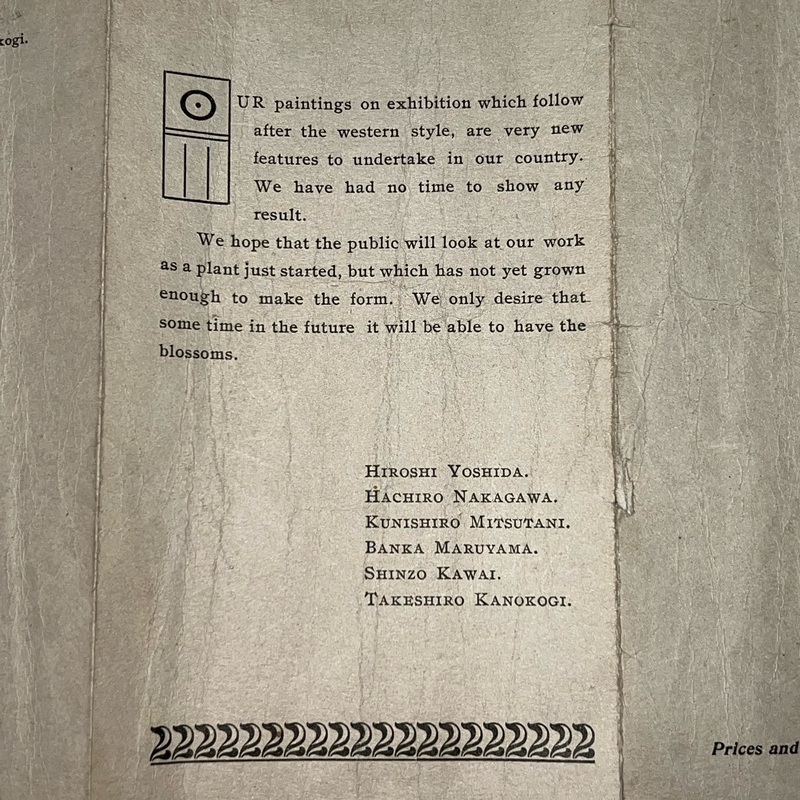 kogi.
OUR paintings on exhibition which follow
after the western style, are very new
features to undertake in our country.
We have had no time to show any
result.
We hope that the public will look at our work
as a plant just started, but which has not yet grown
enough to make the form. We only desire that
some time in the future it will be able to have the
blossoms.
HIROSHI YOSHIDA.
HACHIRO NAKAGAWA.
KUNISHIRO MITSUTANI.
BANKA MARUYAMA.
SHINZO KAWAI.
TAKESHIRO KANOKOGI.
Prices and